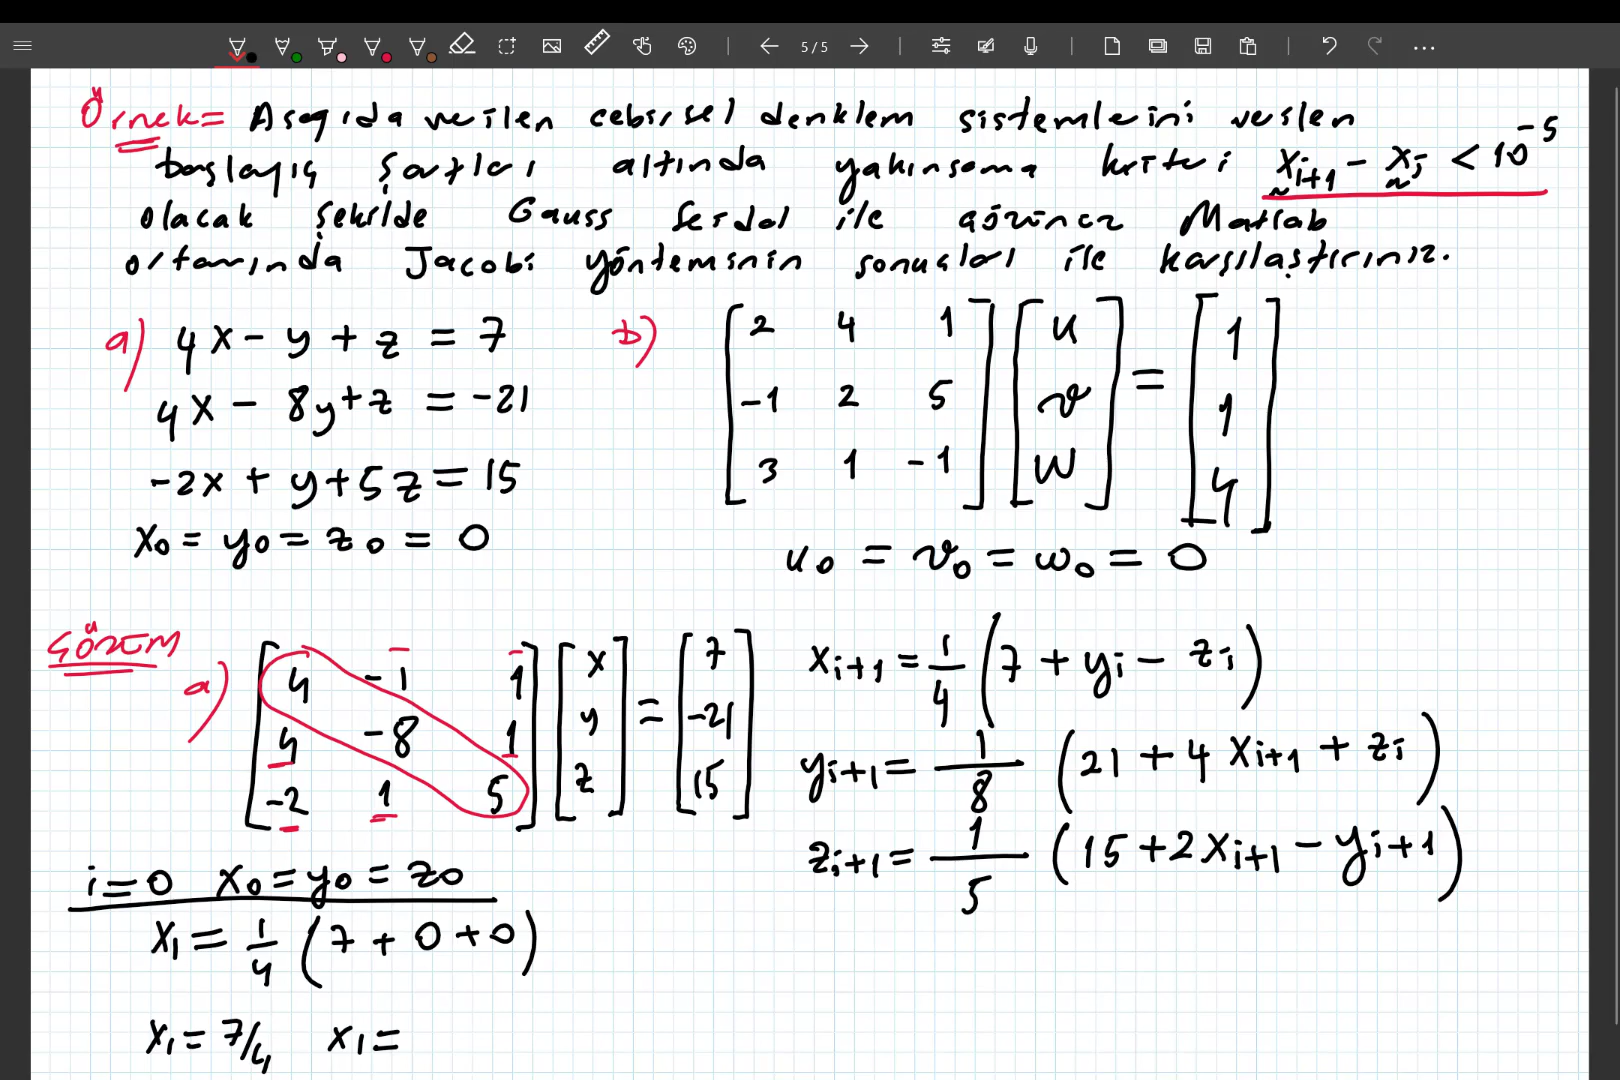 5/5
Örnek= Aşağıda verilen cebirsel denklem sistemlerini verilen
başlayış şartları altında yakınsama kriteri x_{i+1} - x_i < 10^{-5}
olacak şekilde Gauss Seidal ile çözünüz Matlab
ortamında Jacobi yönteminin sonuçları ile karşılaştırınız.
a) 4x - y + z = 7
4x - 8y + z = -21
-2x + y + 5z = 15
x0 = y0 = z0 = 0
b) [2 4 1] [u] = [1]
[-1 2 5] [v] [1]
[3 1 -1] [w] [4]
u0 = v0 = w0 = 0
ÇÖZÜM
a) [4 -1 1] [x] = [7]
[4 -8 1] [y] [-21]
[-2 1 5] [z] [15]
x_{i+1} = 1/4 (7 + y_i - z_i)
y_{i+1} = 1/8 (21 + 4x_{i+1} + z_i)
z_{i+1} = 1/5 (15 + 2x_{i+1} - y_{i+1})
i = 0 x0 = y0 = z0
x1 = 1/4 (7 + 0 + 0)
x1 = 7/4 x1 =